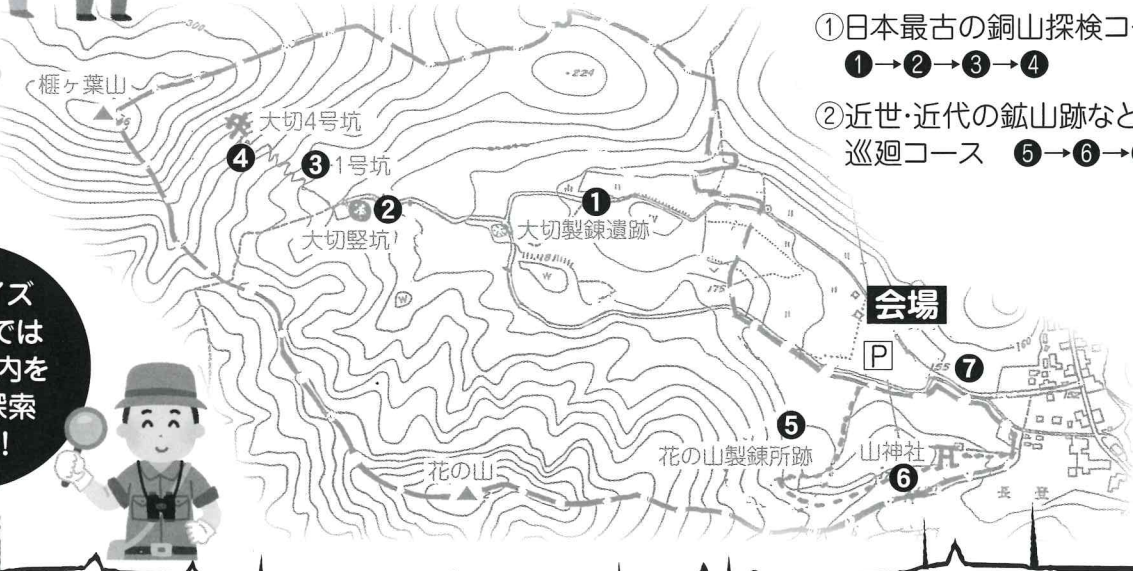 ①日本最古の銅山探検コ
❶→❷→❸→❹
②近世・近代の鉱山跡など
巡廻コース ❺→❻→
300
榧ヶ葉山
・224
大切4号坑
❹
❸ 1号坑
❷
大切竪坑
❶
大切製錬遺跡
175
会場
P
❼
155
160
イズ
では
内を
探索
！
❺
花の山製錬所跡
山神社
❻
花の山
長登